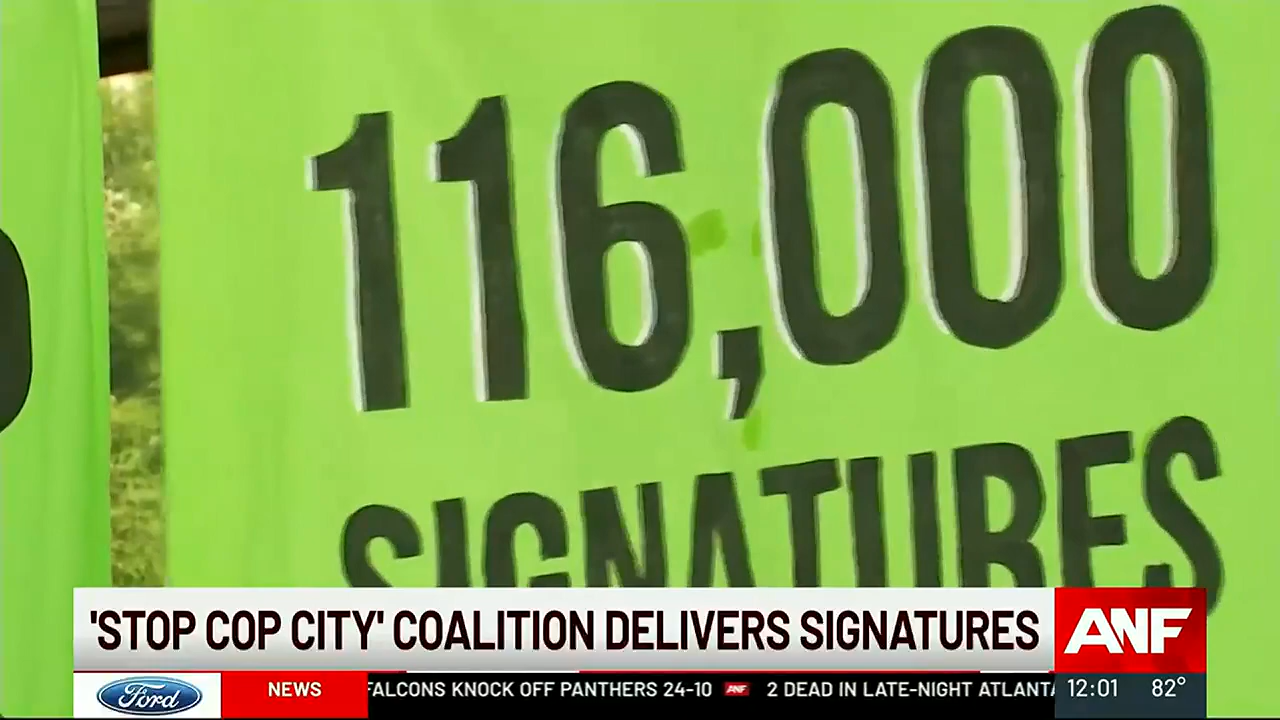 116,000
SIGNATURES
'STOP COP CITY' COALITION DELIVERS SIGNATURES
ANF
Ford
NEWS
FALCONS KNOCK OFF PANTHERS 24-10 ANF 2 DEAD IN LATE-NIGHT ATLANTA
12:01 82°